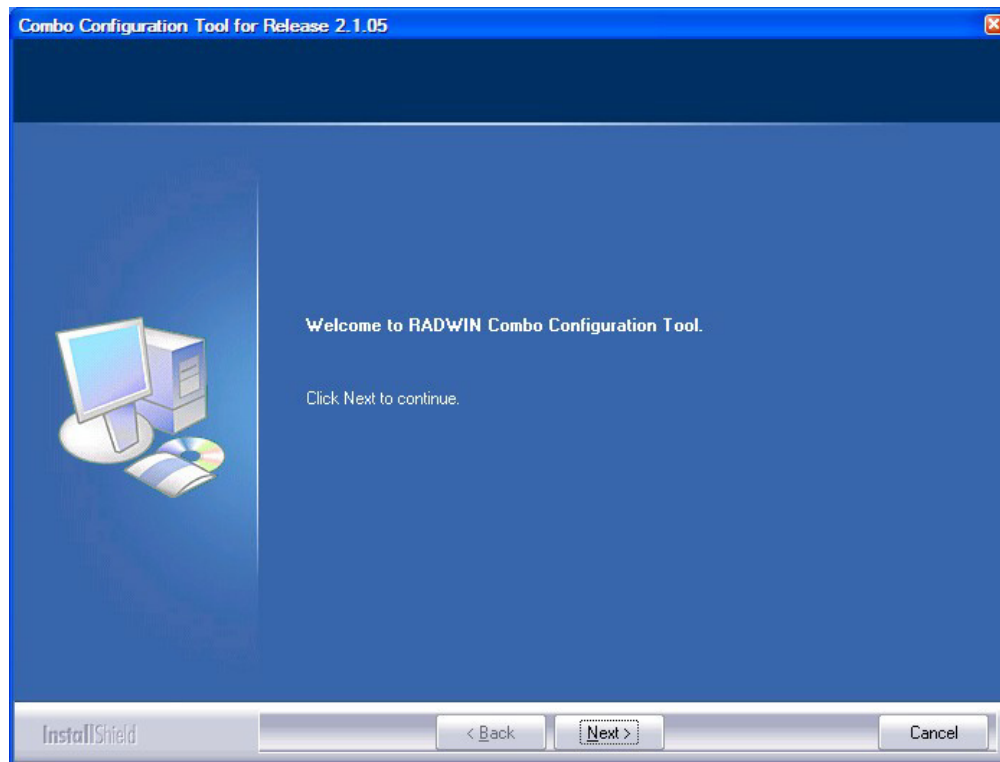 Combo Configuration Tool for Release 2.1.05
Welcome to RADWIN Combo Configuration Tool.
Click Next to continue.
InstallShield
< Back
Next >
Cancel